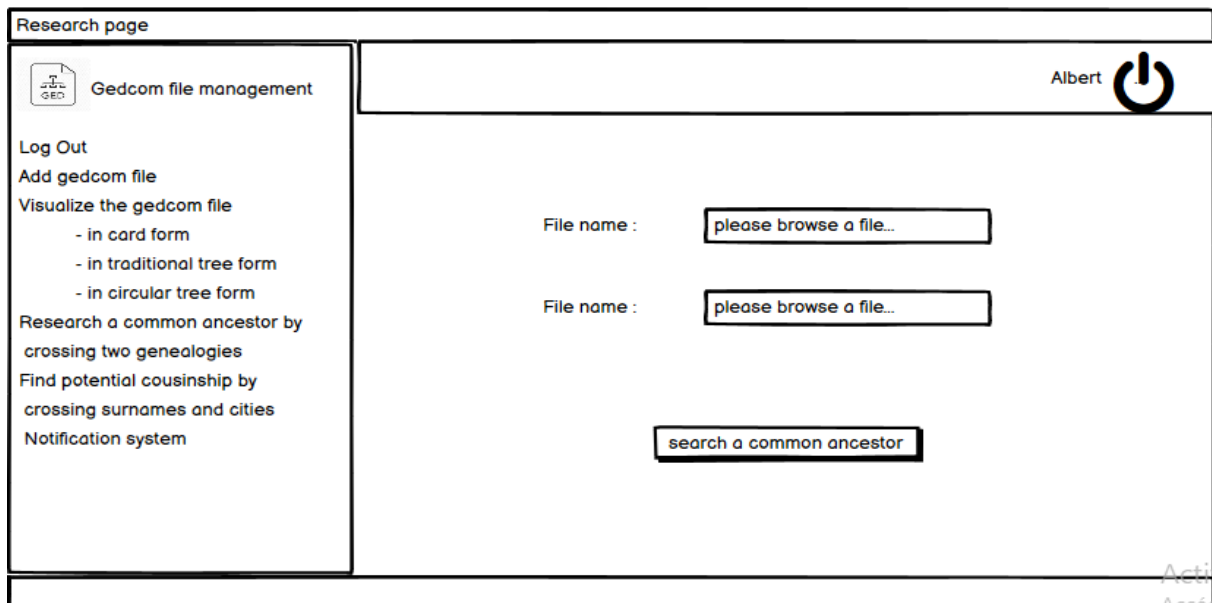 Research page
GED
Gedcom file management
Albert
Log Out
Add gedcom file
Visualize the gedcom file
- in card form
- in traditional tree form
- in circular tree form
Research a common ancestor by
crossing two genealogies
Find potential cousinship by
crossing surnames and cities
Notification system
File name :
please browse a file...
File name :
please browse a file...
search a common ancestor
Acti